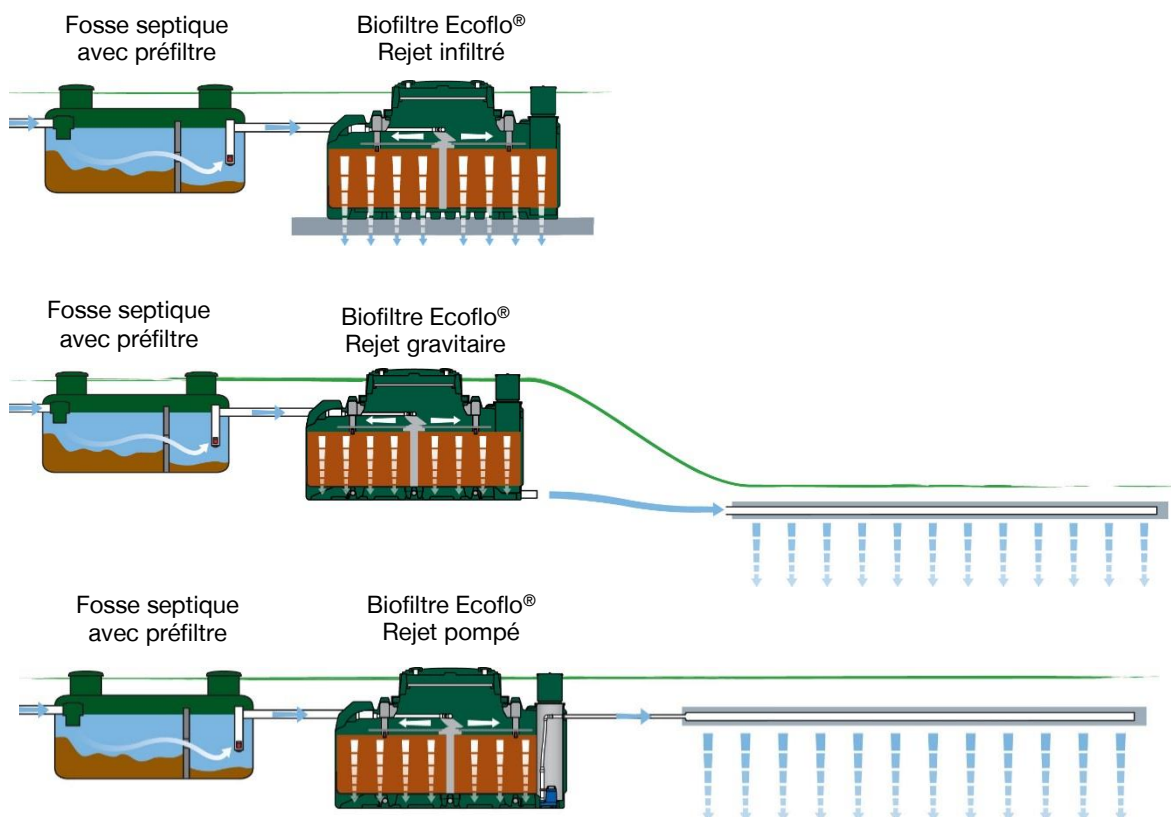 Fosse septique
avec préfiltre
Biofiltre Ecoflo®
Rejet infiltré
Fosse septique
avec préfiltre
Biofiltre Ecoflo®
Rejet gravitaire
Fosse septique
avec préfiltre
Biofiltre Ecoflo®
Rejet pompé